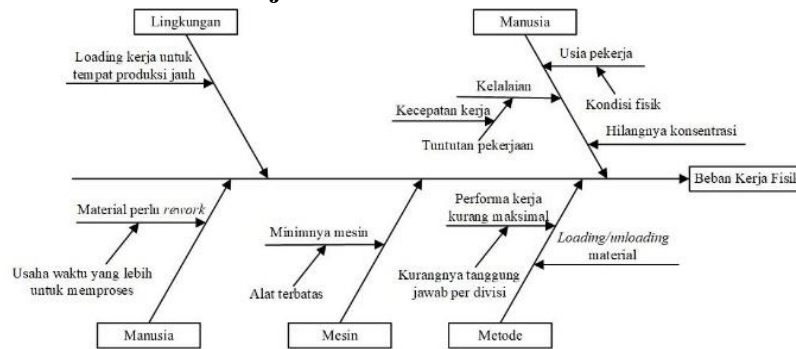 Lingkungan
Manusia
Loading kerja untuk
tempat produksi jauh
Usia pekerja
Kelalaian
Kondisi fisik
Kecepatan kerja
Hilangnya konsentrasi
Tuntutan pekerjaan
Beban Kerja Fisik
Material perlu rework
Usaha waktu yang lebih
untuk memproses
Minimnya mesin
Alat terbatas
Performa kerja
kurang maksimal
Loading/unloading
material
Kurangnya tanggung
jawab per divisi
Manusia
Mesin
Metode